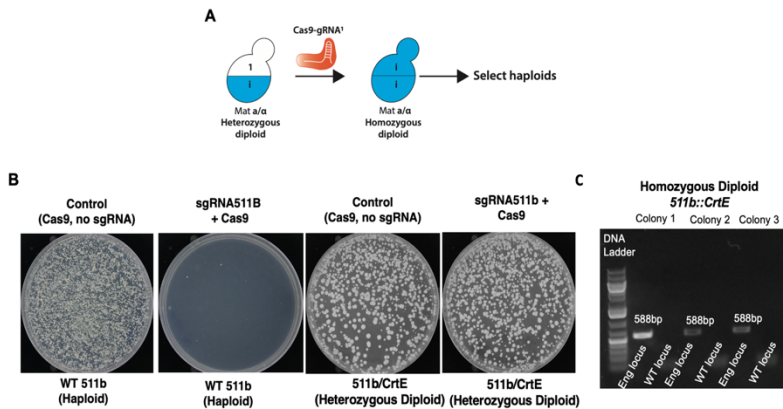 A
Cas9-gRNA¹
1
i
i
i
Select haploids
Mat a/α
Heterozygous
diploid
Mat a/α
Homozygous
diploid
B
Control
(Cas9, no sgRNA)
sgRNA511B
+ Cas9
Control
(Cas9, no sgRNA)
sgRNA511b +
Cas9
WT 511b
(Haploid)
WT 511b
(Haploid)
511b/CrtE
(Heterozygous Diploid)
511b/CrtE
(Heterozygous Diploid)
C
Homozygous Diploid
511b::CrtE
Colony 1 Colony 2 Colony 3
DNA
Ladder
588bp 588bp 588bp
Eng locus WT locus Eng locus WT locus Eng locus WT locus